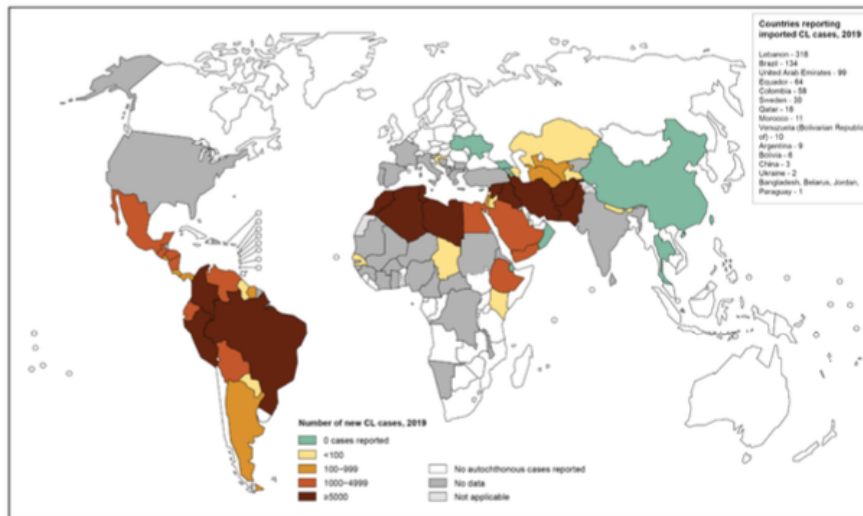 Countries reporting
imported CL cases, 2019
Lebanon - 318
Brazil - 134
United Arab Emirates - 99
Equador - 64
Colombia - 58
Sweden - 30
Qatar - 18
Morocco - 11
Venuzuela (Bolivarian Republic
of) - 10
Argentina - 9
Bolivia - 6
China - 3
Ukraine - 2
Bangladesh, Belarus, Jordan,
Paraguay - 1
Number of new CL cases, 2019
0 cases reported
<100
100-999
1000-4999
≥5000
No autochthonous cases reported
No data
Not applicable